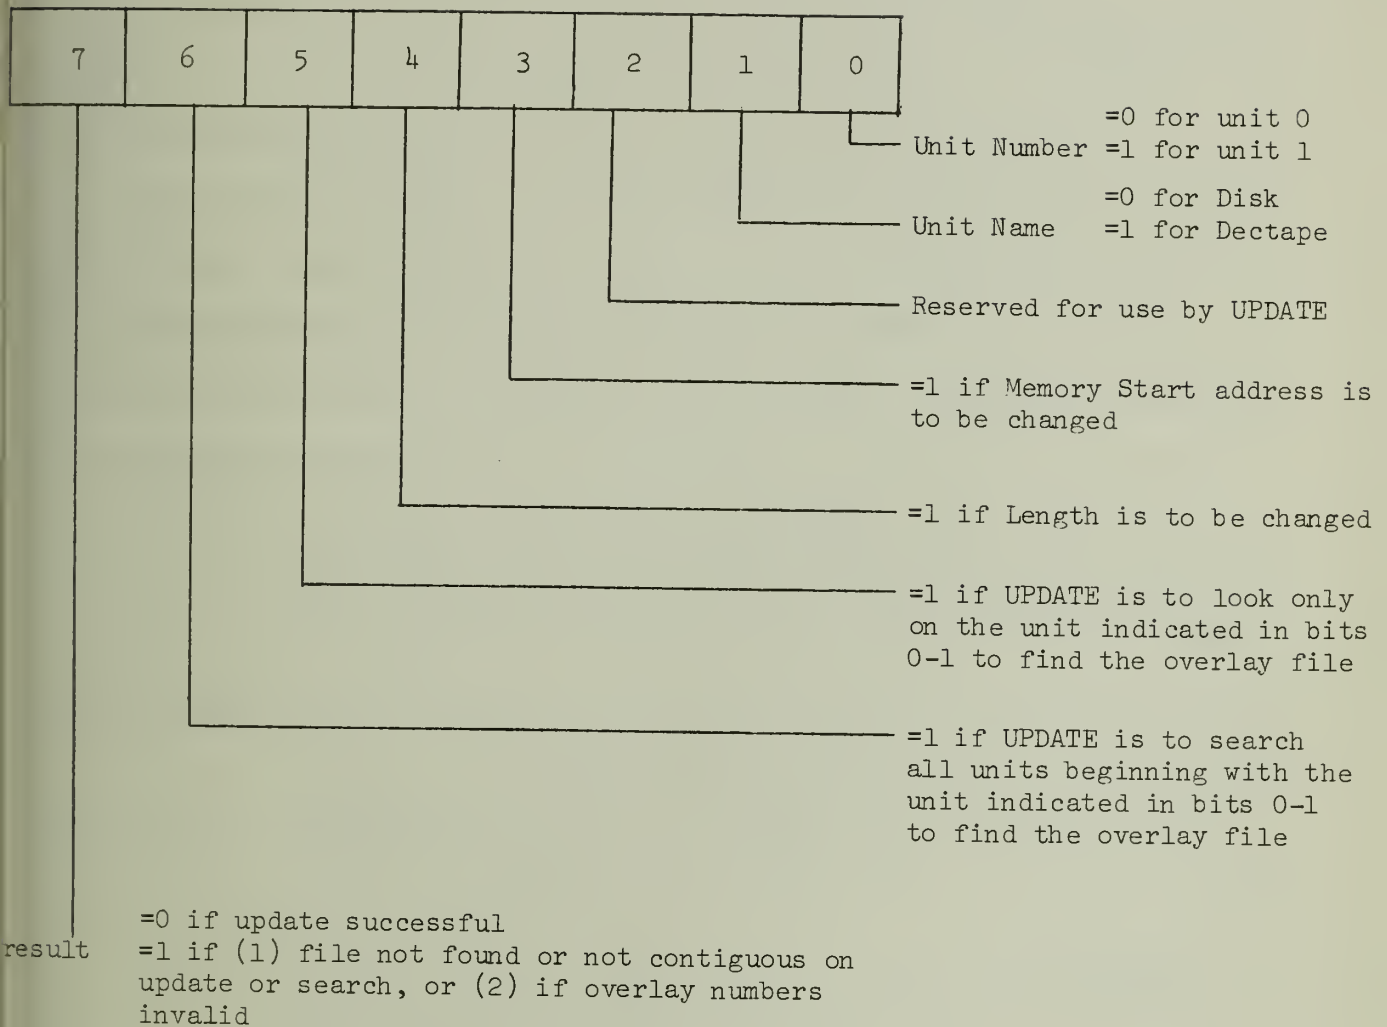 7 6 5 4 3 2 1 0
=0 for unit 0
Unit Number =1 for unit 1
=0 for Disk
Unit Name =1 for Dectape
Reserved for use by UPDATE
=1 if Memory Start address is
to be changed
=1 if Length is to be changed
=1 if UPDATE is to look only
on the unit indicated in bits
0-1 to find the overlay file
=1 if UPDATE is to search
all units beginning with the
unit indicated in bits 0-1
to find the overlay file
=0 if update successful
result =1 if (1) file not found or not contiguous on
update or search, or (2) if overlay numbers
invalid